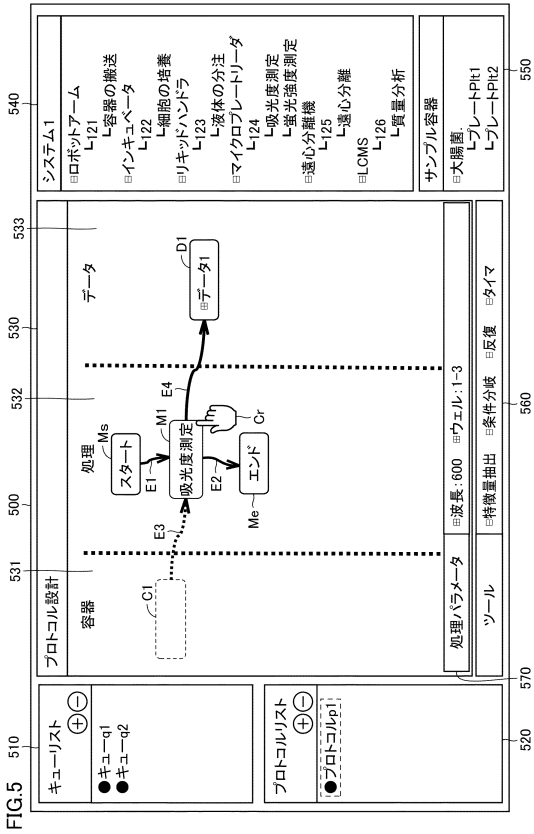 FIG.5
500
510
キューリスト
⊕⊖
●キューq1
●キューq2
520
プロトコルリスト
⊕⊖
●プロトコルp1
530
プロトコル設計
531
容器
532
処理
533
データ
Ms
スタート
E1
M1
吸光度測定
E2
Me
エンド
C1
E3
E4
Cr
D1
⊞データ1
570
処理パラメータ
⊞波長:600 ⊞ウェル:1-3
560
ツール
⊞特徴量抽出 ⊞条件分岐 ⊞反復 ⊞タイマ
540
システム1
⊟ロボットアーム
┗121
┗容器の搬送
⊟インキュベータ
┗122
┗細胞の培養
⊟リキッドハンドラ
┗123
┗液体の分注
⊟マイクロプレートリーダ
┗124
┗吸光度測定
┗蛍光強度測定
⊟遠心分離機
┗125
┗遠心分離
⊟LCMS
┗126
┗質量分析
550
サンプル容器
⊟大腸菌.
┗プレートPlt1
┗プレートPlt2